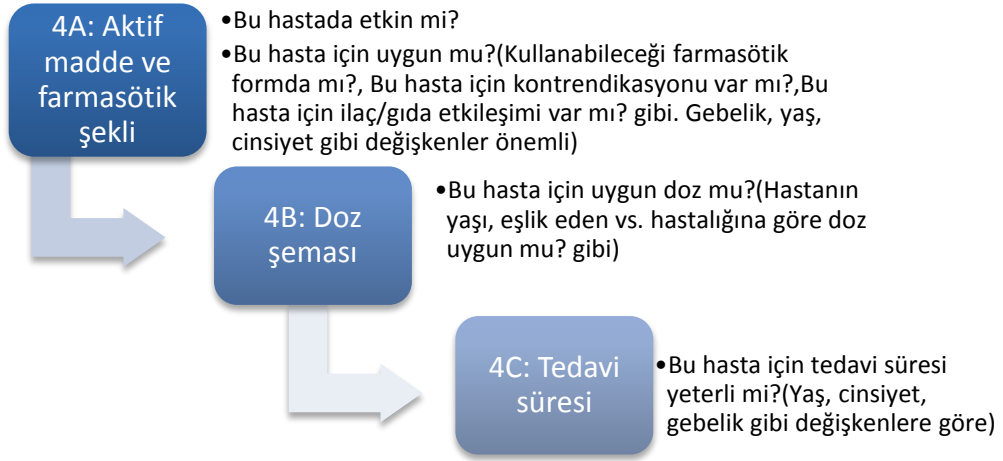 4A: Aktif
madde ve
farmasötik
şekli
•Bu hastada etkin mi?
•Bu hasta için uygun mu?(Kullanabileceği farmasötik
formda mı?, Bu hasta için kontrendikasyonu var mı?,Bu
hasta için ilaç/gıda etkileşimi var mı? gibi. Gebelik, yaş,
cinsiyet gibi değişkenler önemli)
4B: Doz
şeması
•Bu hasta için uygun doz mu?(Hastanın
yaşı, eşlik eden vs. hastalığına göre doz
uygun mu? gibi)
4C: Tedavi
süresi
•Bu hasta için tedavi süresi
yeterli mi?(Yaş, cinsiyet,
gebelik gibi değişkenlere göre)